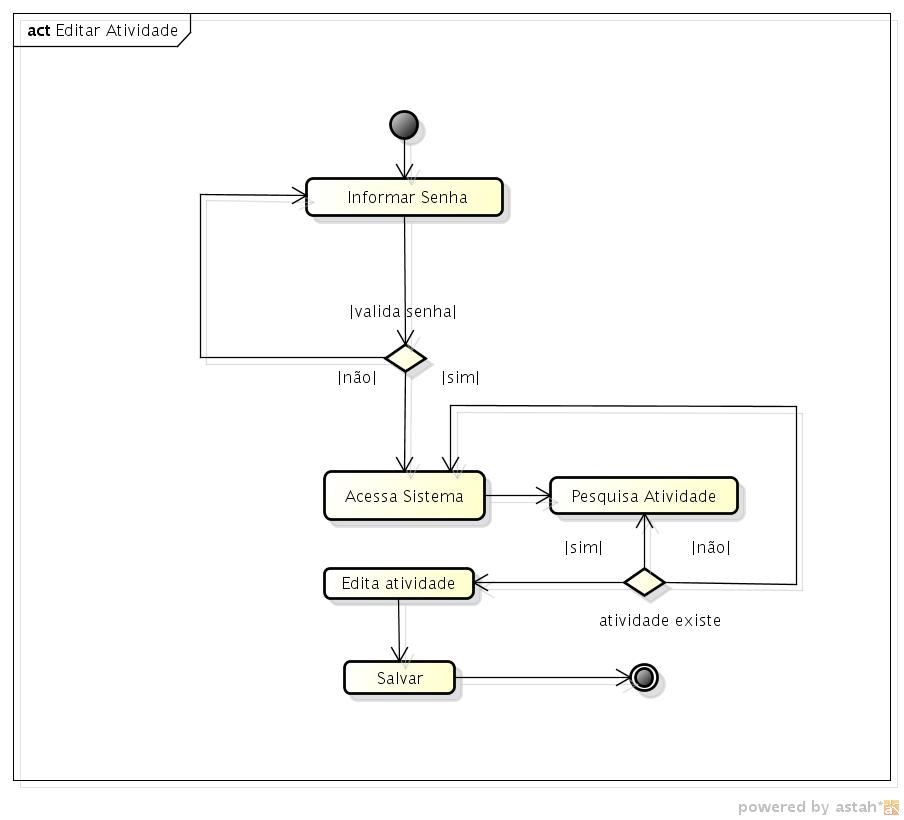 act Editar Atividade
Informar Senha
|valida senha|
|não|
|sim|
Acessa Sistema
Pesquisa Atividade
|sim|
|não|
Edita atividade
atividade existe
Salvar
powered by astah*